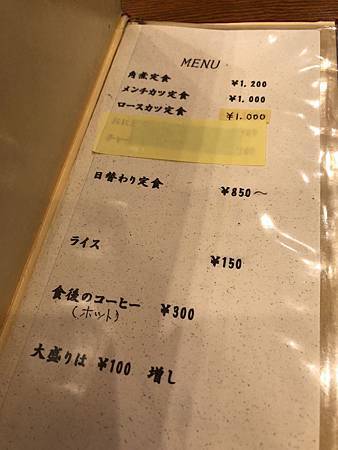 MENU
角煮定食 ¥1,200
メンチカツ定食 ¥1,000
ロースカツ定食 ¥1,000
日替わり定食 ¥850～
ライス ¥150
食後のコーヒー ¥300
(ホット)
大盛りは ¥100 増し